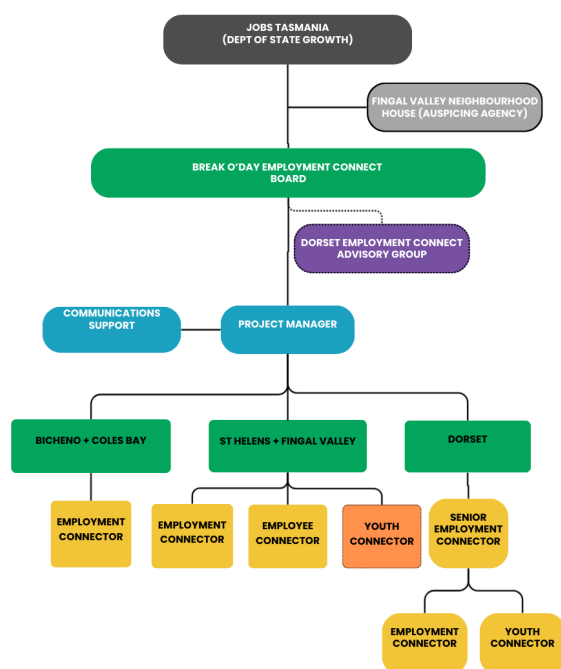 JOBS TASMANIA
(DEPT OF STATE GROWTH)
FINGAL VALLEY NEIGHBOURHOOD
HOUSE (AUSPICING AGENCY)
BREAK O'DAY EMPLOYMENT CONNECT
BOARD
DORSET EMPLOYMENT CONNECT
ADVISORY GROUP
COMMUNICATIONS
SUPPORT
PROJECT MANAGER
BICHENO + COLES BAY
ST HELENS + FINGAL VALLEY
DORSET
EMPLOYMENT
CONNECTOR
EMPLOYMENT
CONNECTOR
EMPLOYEE
CONNECTOR
YOUTH
CONNECTOR
SENIOR
EMPLOYMENT
CONNECTOR
EMPLOYMENT
CONNECTOR
YOUTH
CONNECTOR